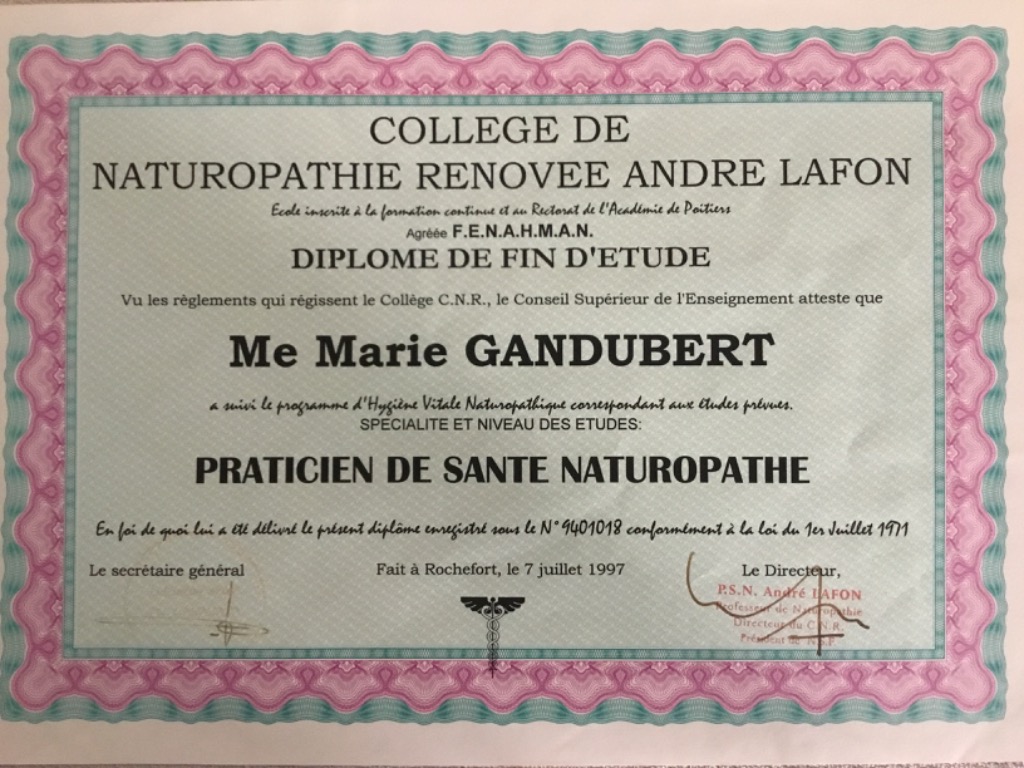 COLLEGE DE
NATUROPATHIE RENOVEE ANDRE LAFON
Ecole inscrite à la formation continue et au Rectorat de l'Académie de Poitiers
Agréée F.E.N.A.H.M.A.N.
DIPLOME DE FIN D'ETUDE
Vu les règlements qui régissent le Collège C.N.R., le Conseil Supérieur de l'Enseignement atteste que
Me Marie GANDUBERT
a suivi le programme d'Hygiène Vitale Naturopathique correspondant aux études prévues.
SPECIALITE ET NIVEAU DES ETUDES:
PRATICIEN DE SANTE NATUROPATHE
En foi de quoi lui a été délivré le présent diplôme enregistré sous le N° 9401018 conformément à la loi du 1er Juillet 1971
Le secrétaire général
Fait à Rochefort, le 7 juillet 1997
Le Directeur,
P.S.N. André LAFON
Professeur de Naturopathie
Directeur du C.N.R.
Président de